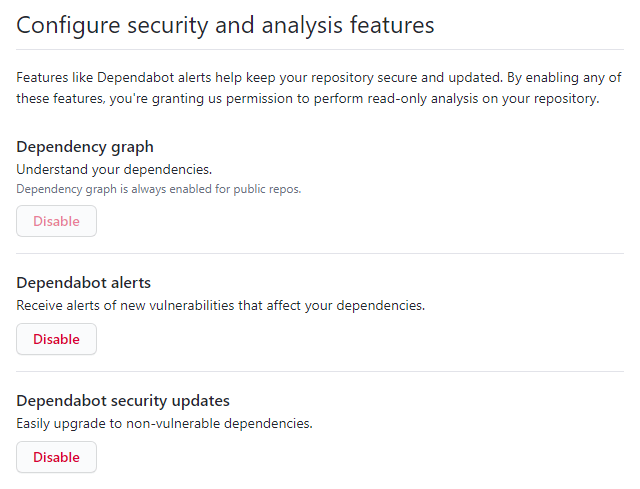 Configure security and analysis features
Features like Dependabot alerts help keep your repository secure and updated. By enabling any of
these features, you're granting us permission to perform read-only analysis on your repository.
Dependency graph
Understand your dependencies.
Dependency graph is always enabled for public repos.
Disable
Dependabot alerts
Receive alerts of new vulnerabilities that affect your dependencies.
Disable
Dependabot security updates
Easily upgrade to non-vulnerable dependencies.
Disable